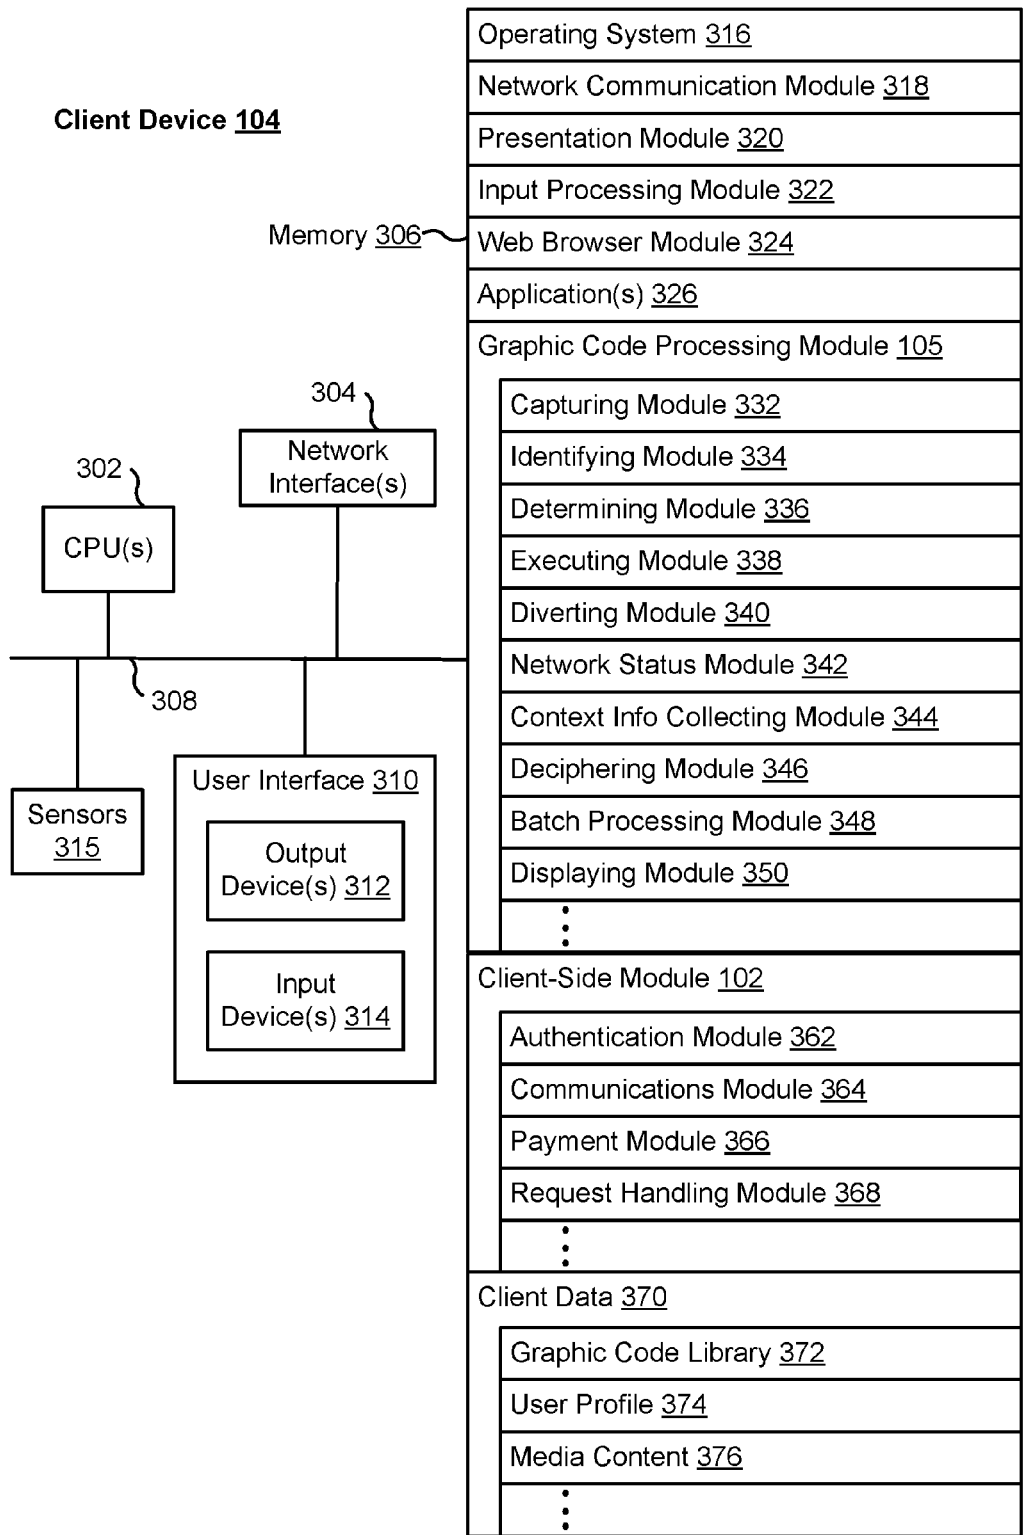 Client Device 104
Memory 306
304
Network
Interface(s)
302
CPU(s)
308
Sensors
315
User Interface 310
Output
Device(s) 312
Input
Device(s) 314
Operating System 316
Network Communication Module 318
Presentation Module 320
Input Processing Module 322
Web Browser Module 324
Application(s) 326
Graphic Code Processing Module 105
Capturing Module 332
Identifying Module 334
Determining Module 336
Executing Module 338
Diverting Module 340
Network Status Module 342
Context Info Collecting Module 344
Deciphering Module 346
Batch Processing Module 348
Displaying Module 350
Client-Side Module 102
Authentication Module 362
Communications Module 364
Payment Module 366
Request Handling Module 368
Client Data 370
Graphic Code Library 372
User Profile 374
Media Content 376